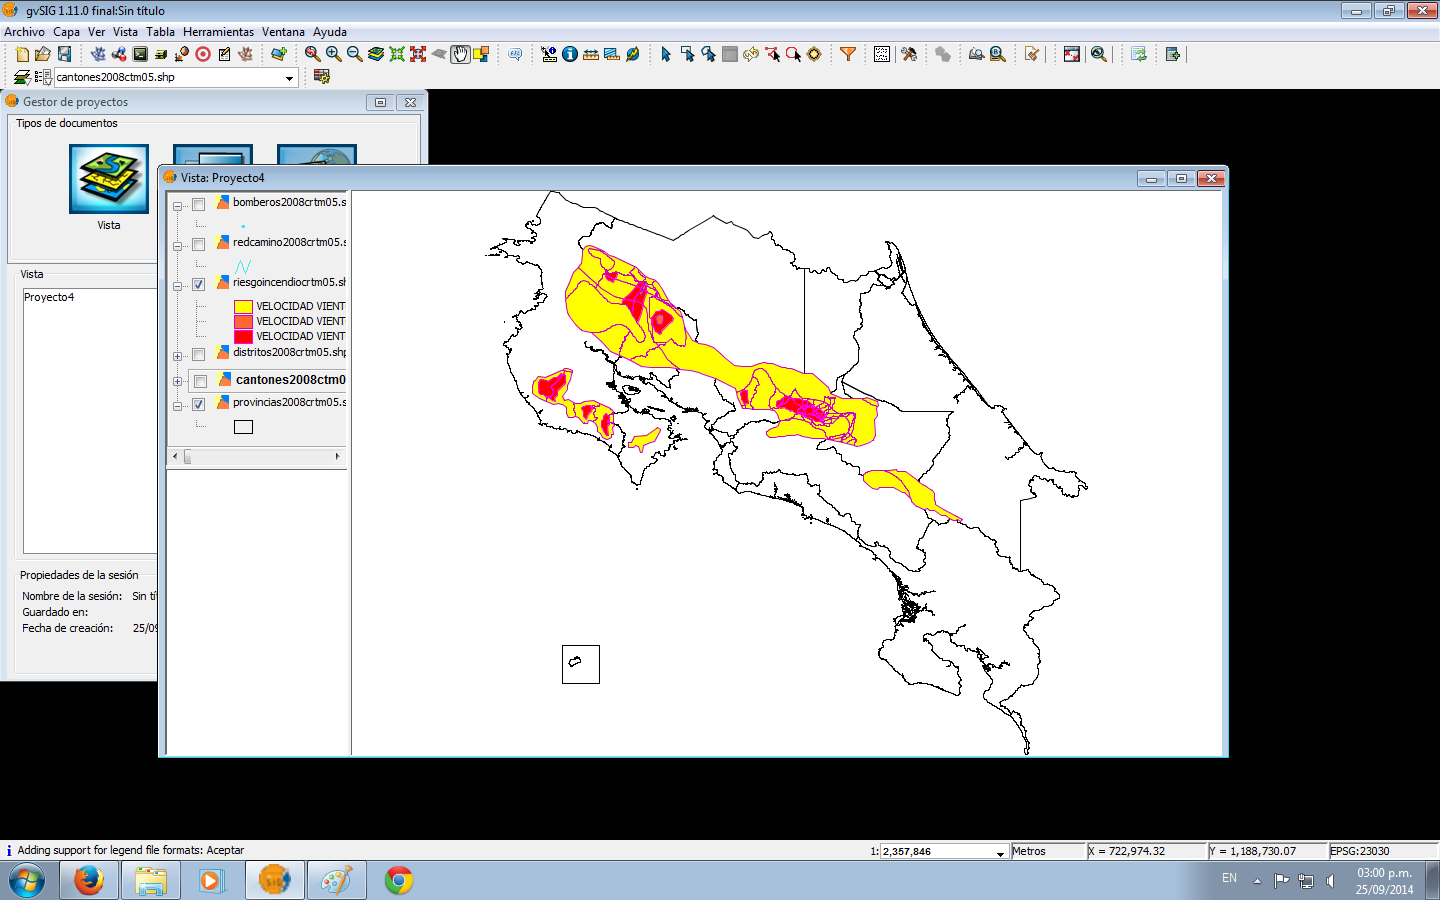 gvSIG 1.11.0 final:Sin título
Archivo Capa Ver Vista Tabla Herramientas Ventana Ayuda
cantones2008ctm05.shp
Gestor de proyectos
Tipos de documentos
Vista
Vista
Proyecto4
Propiedades de la sesión
Nombre de la sesión: Sin tí
Guardado en:
Fecha de creación: 25/09
Vista: Proyecto4
bomberos2008crtm05.s
redcamino2008crtm05.sh
riesgoincendiocrtm05.sh
VELOCIDAD VIENT
VELOCIDAD VIENT
VELOCIDAD VIENT
distritos2008crtm05.shp
cantones2008ctm0
provincias2008crtm05.s
Adding support for legend file formats: Aceptar
1: 2,357,846 Metros X = 722,974.32 Y = 1,188,730.07 EPSG:23030
EN
03:00 p.m.
25/09/2014